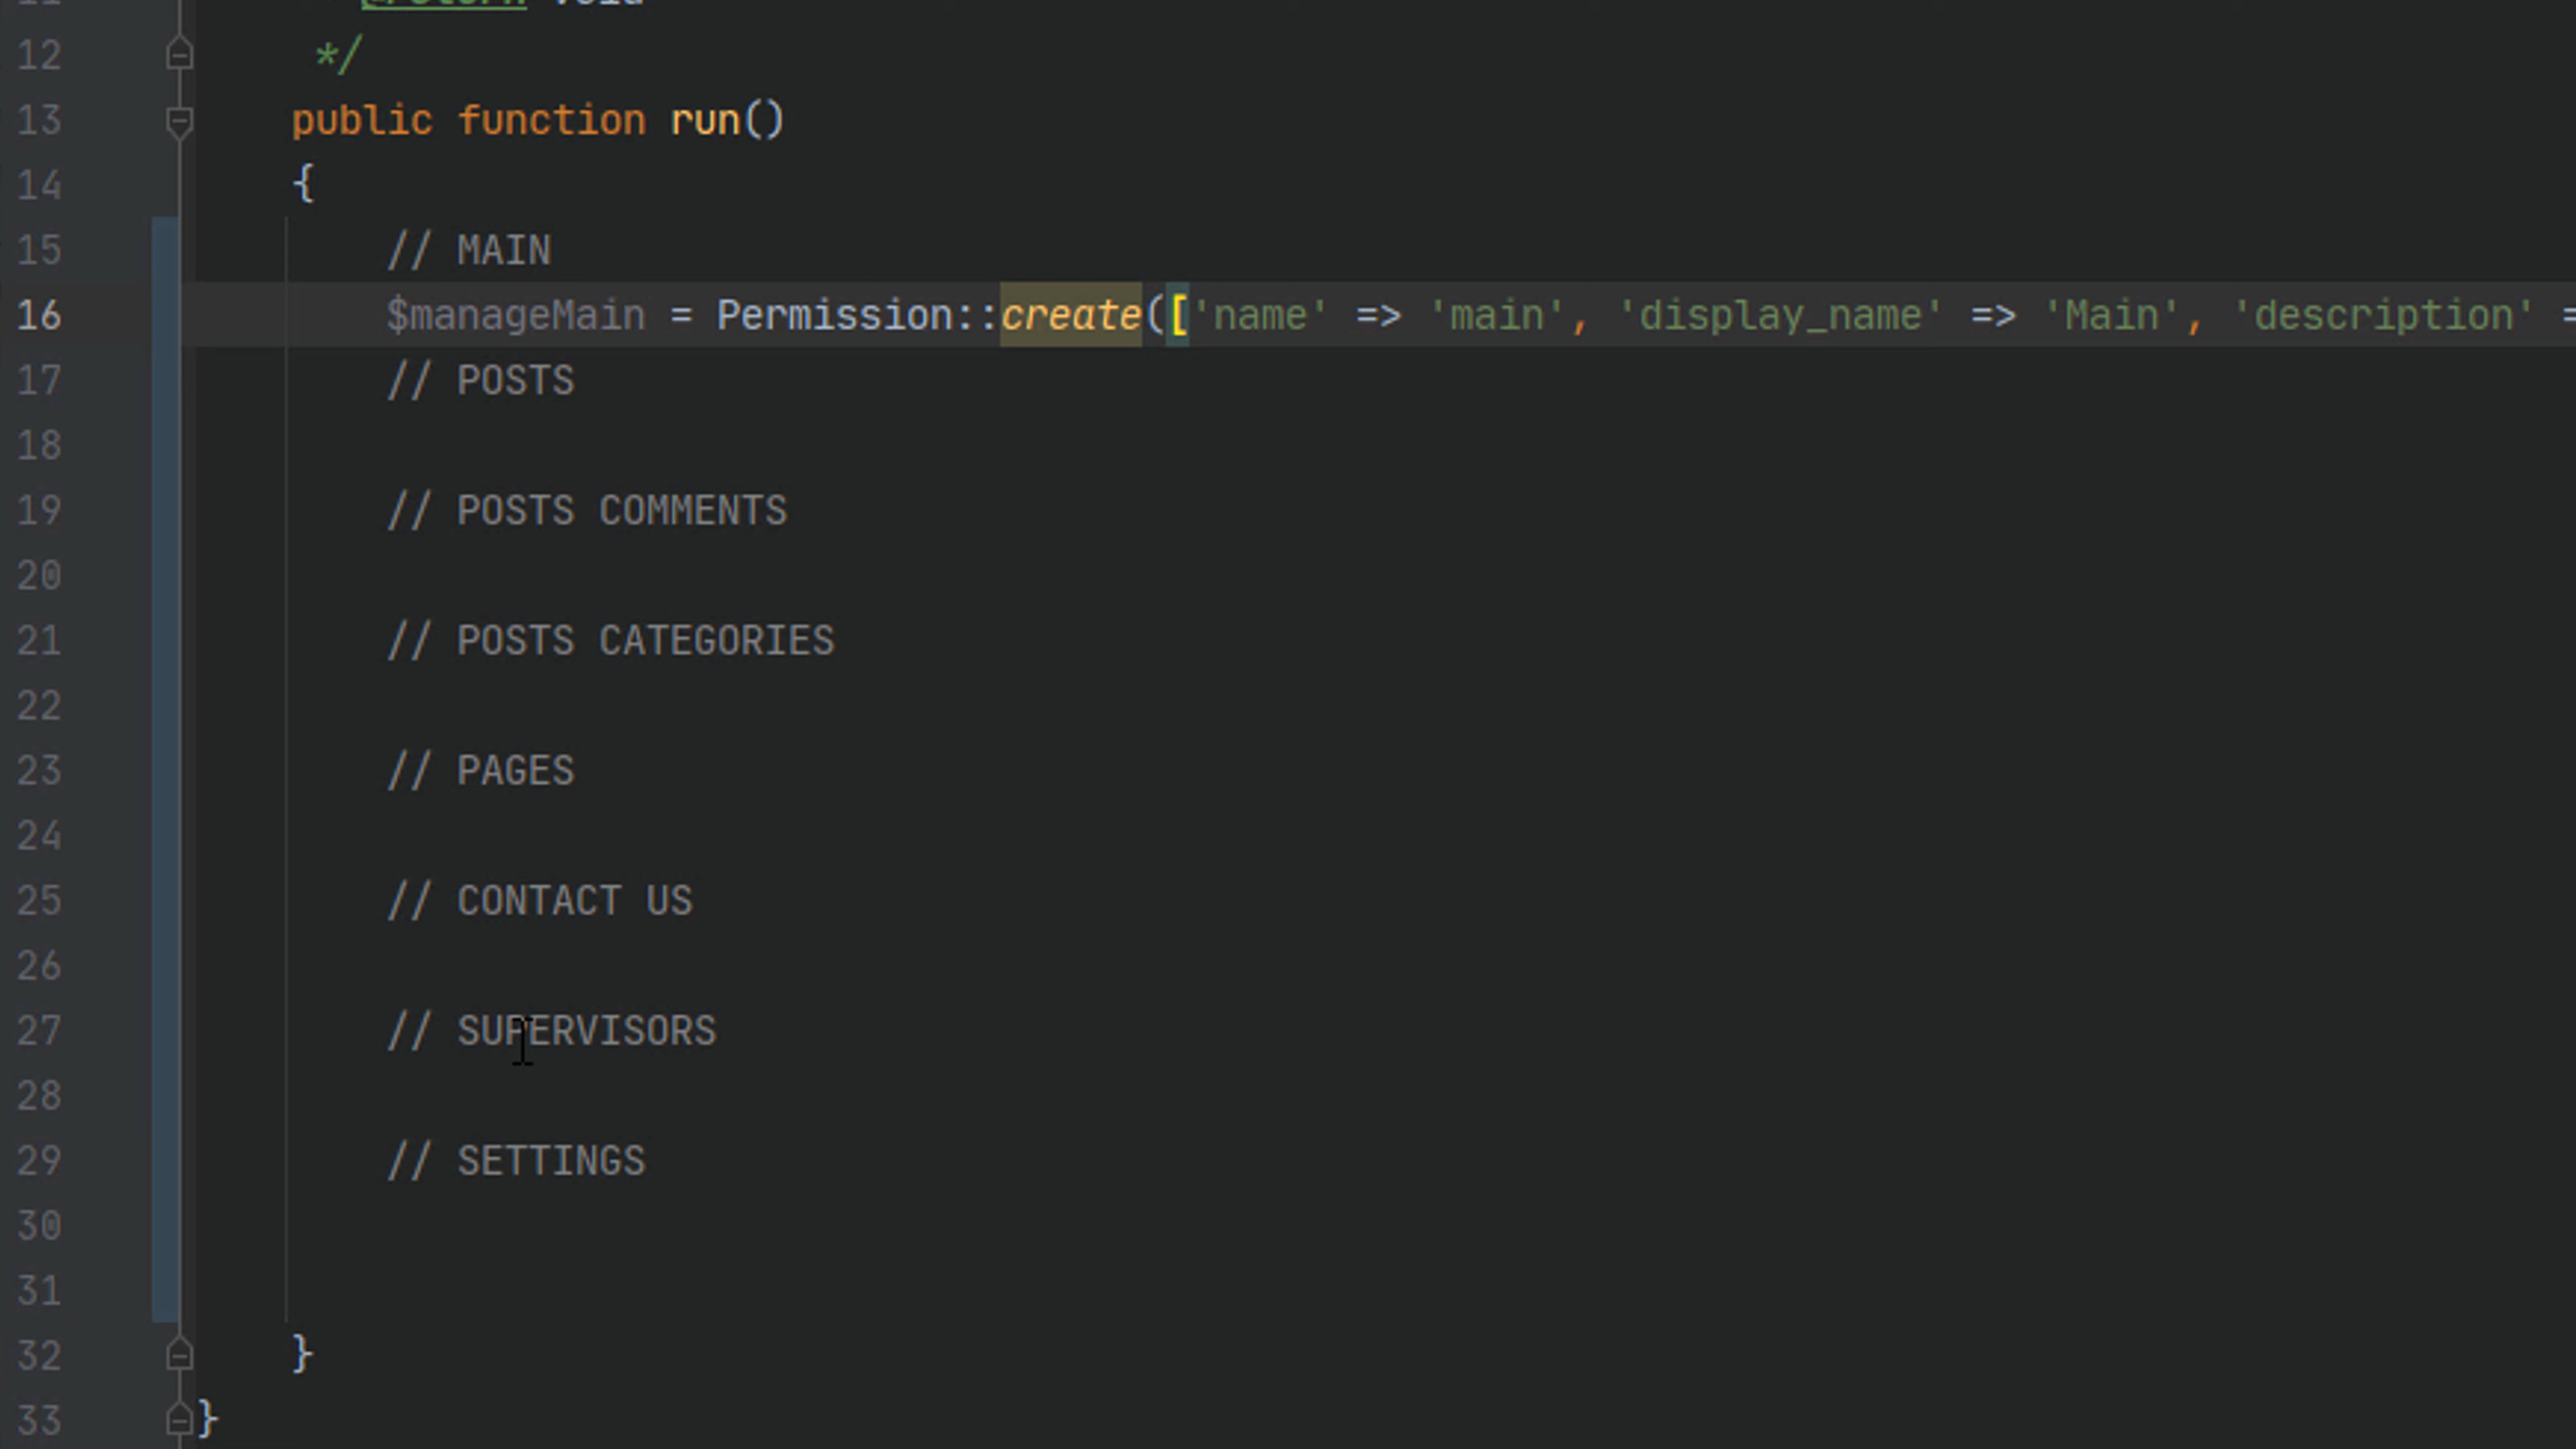 12 */
13 public function run()
14 {
15 // MAIN
16 $manageMain = Permission::create(['name' => 'main', 'display_name' => 'Main', 'description' =
17 // POSTS
18
19 // POSTS COMMENTS
20
21 // POSTS CATEGORIES
22
23 // PAGES
24
25 // CONTACT US
26
27 // SUPERVISORS
28
29 // SETTINGS
30
31
32 }
33 }